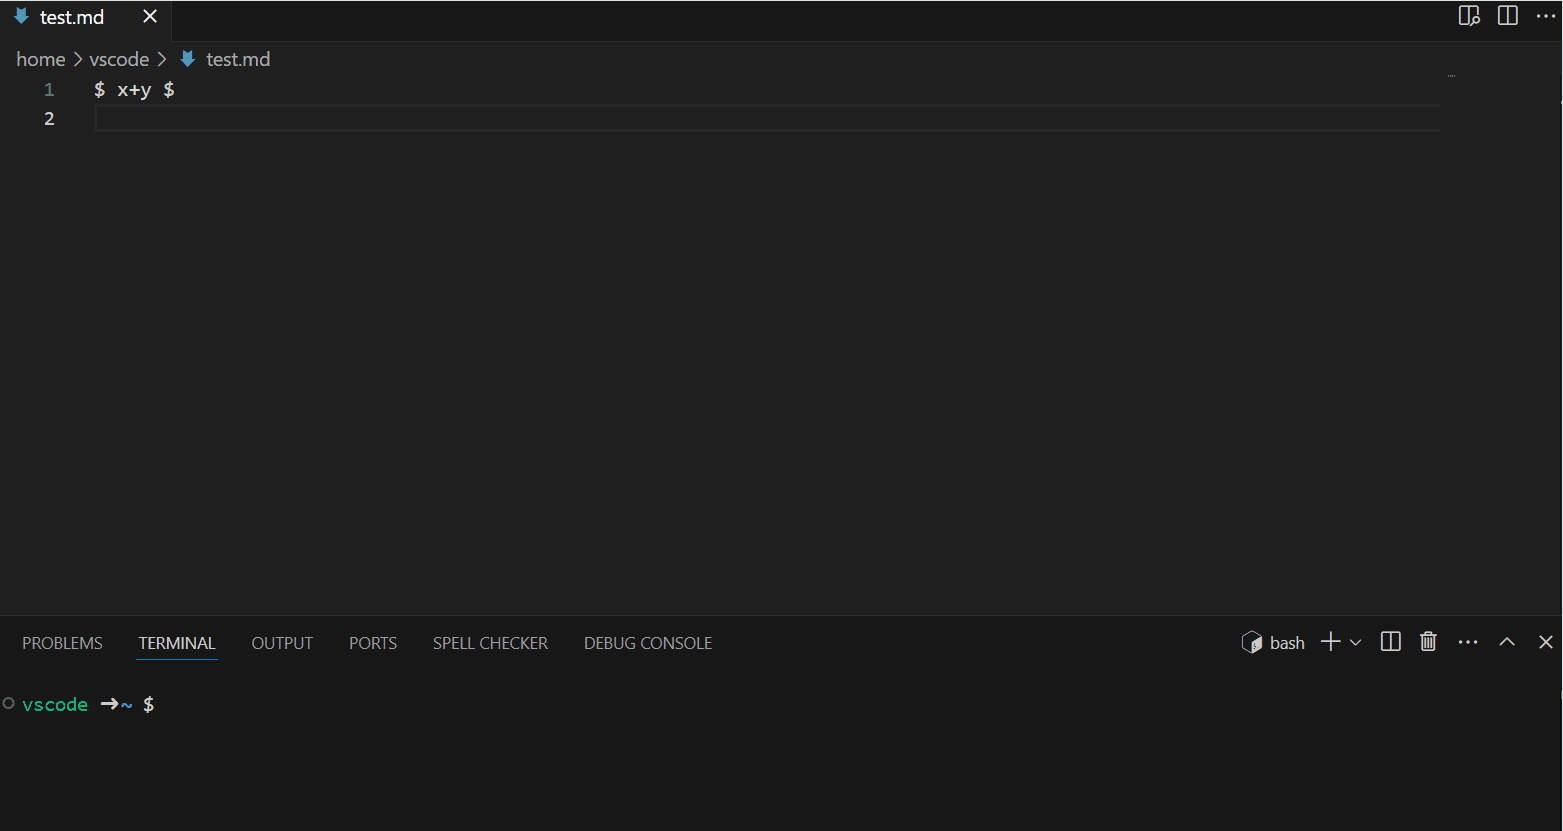 test.md
home > vscode > test.md
1 $ x+y $
2
PROBLEMS TERMINAL OUTPUT PORTS SPELL CHECKER DEBUG CONSOLE bash
vscode ➜ ~ $